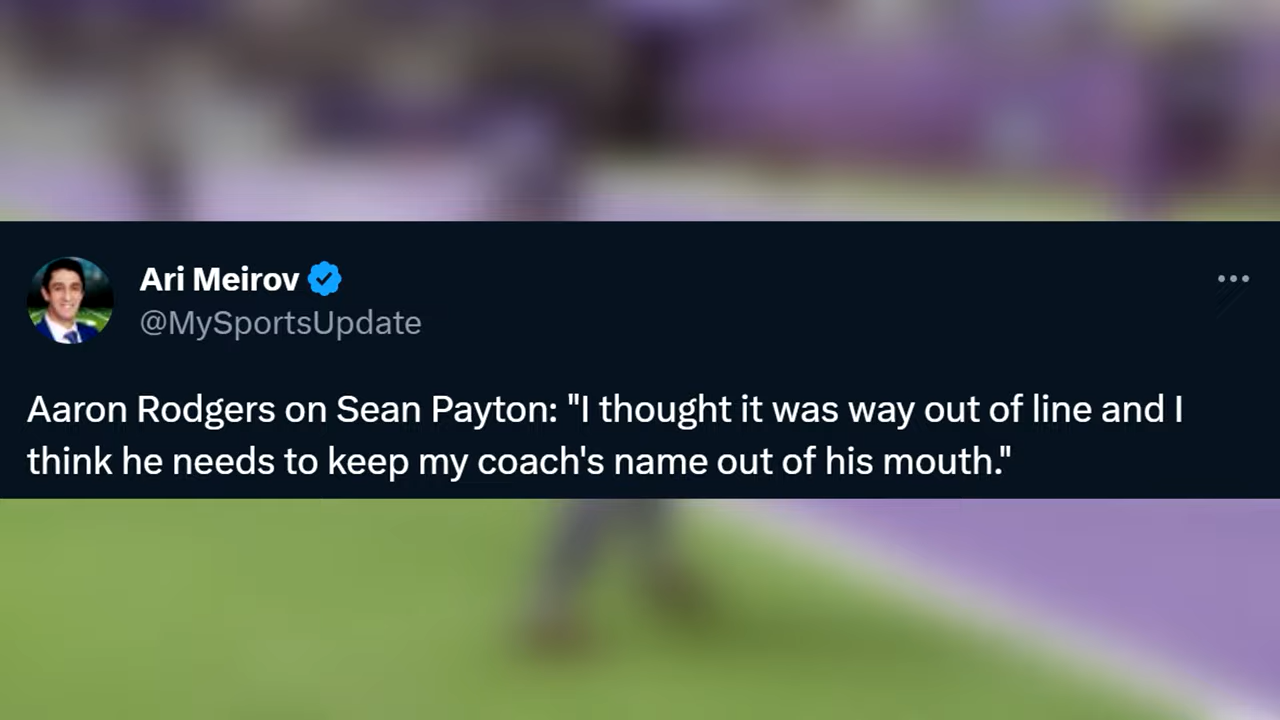 Ari Meirov
@MySportsUpdate
Aaron Rodgers on Sean Payton: "I thought it was way out of line and I
think he needs to keep my coach's name out of his mouth."